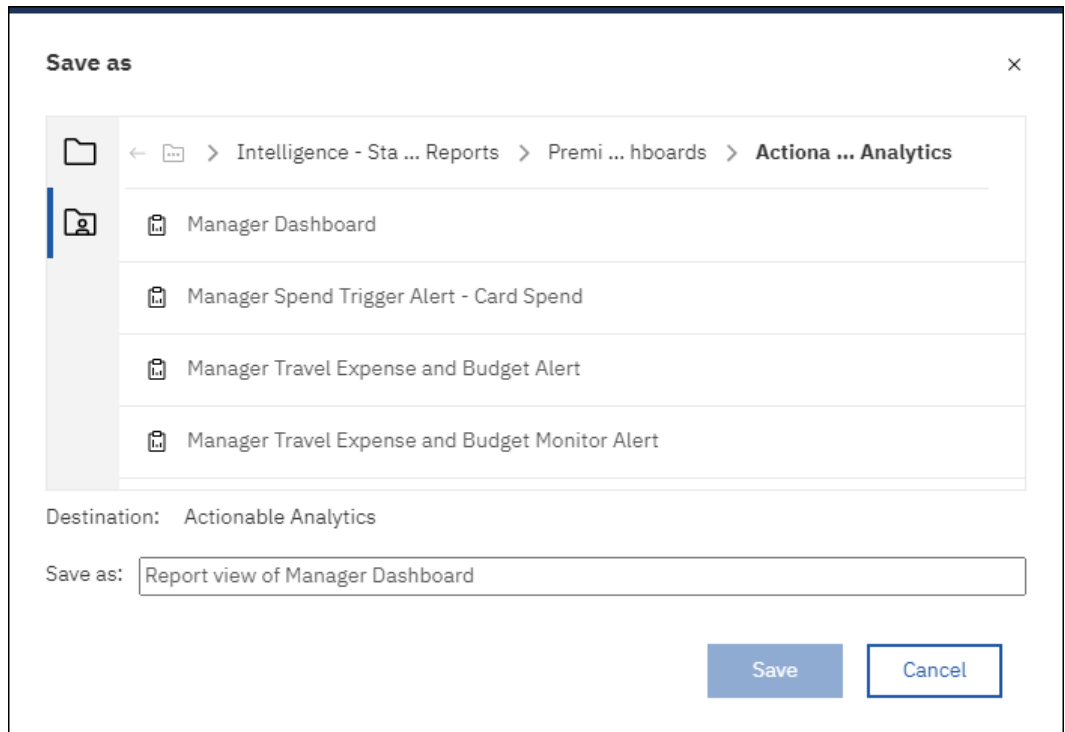 Save as
Intelligence - Sta ... Reports > Premi ... hboards > Actiona ... Analytics
Manager Dashboard
Manager Spend Trigger Alert - Card Spend
Manager Travel Expense and Budget Alert
Manager Travel Expense and Budget Monitor Alert
Destination: Actionable Analytics
Save as: Report view of Manager Dashboard
Save Cancel